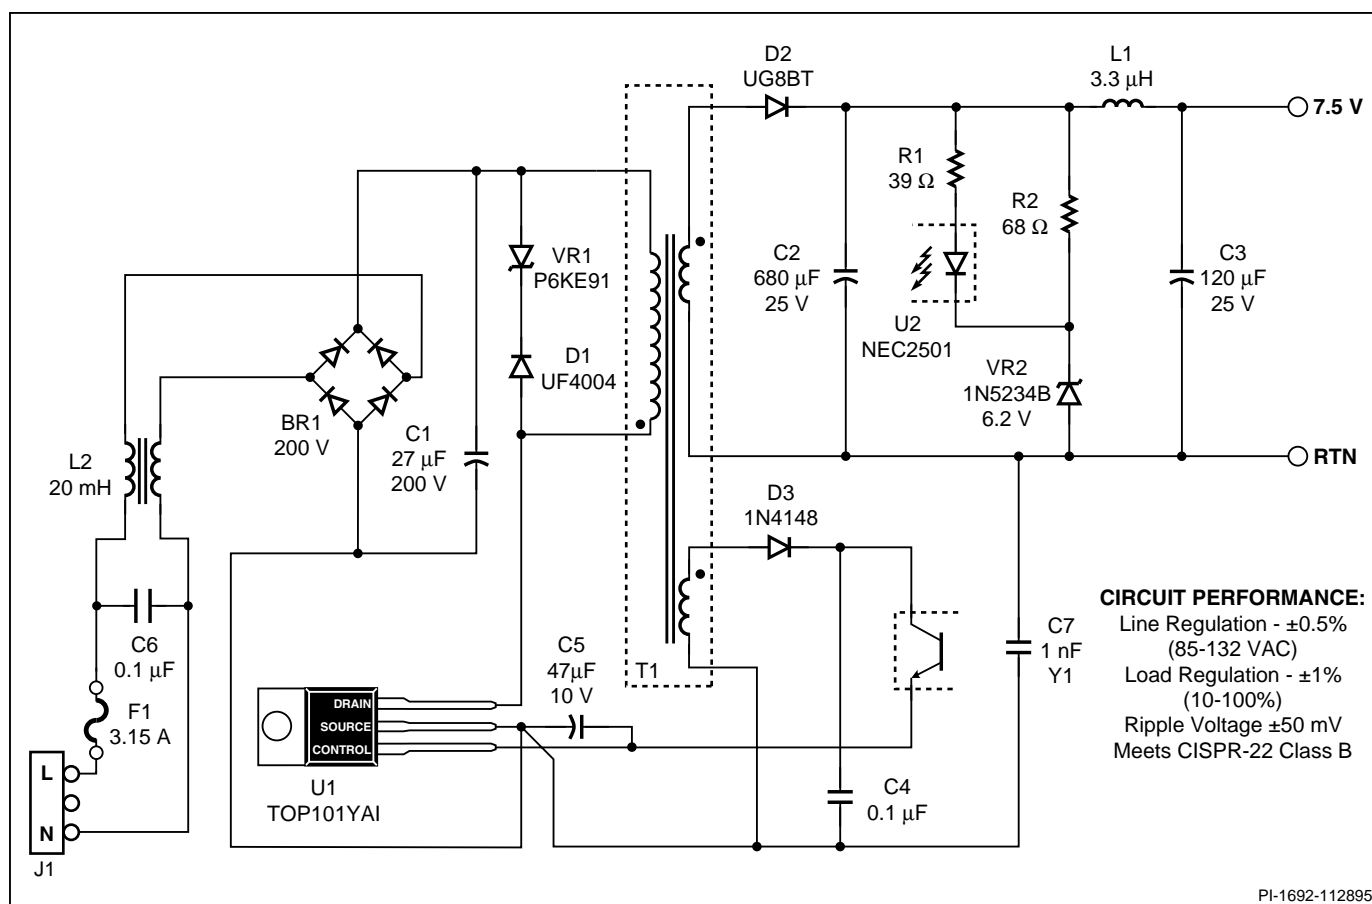 D2
UG8BT
L1
3.3 µH
7.5 V
R1
39 Ω
R2
68 Ω
VR1
P6KE91
C2
680 µF
25 V
C3
120 µF
25 V
U2
NEC2501
D1
UF4004
VR2
1N5234B
6.2 V
BR1
200 V
C1
27 µF
200 V
L2
20 mH
RTN
D3
1N4148
CIRCUIT PERFORMANCE:
Line Regulation - ±0.5%
(85-132 VAC)
Load Regulation - ±1%
(10-100%)
Ripple Voltage ±50 mV
Meets CISPR-22 Class B
C6
0.1 µF
C5
47µF
10 V
T1
C7
1 nF
Y1
F1
3.15 A
DRAIN
SOURCE
CONTROL
L
N
J1
U1
TOP101YAI
C4
0.1 µF
PI-1692-112895